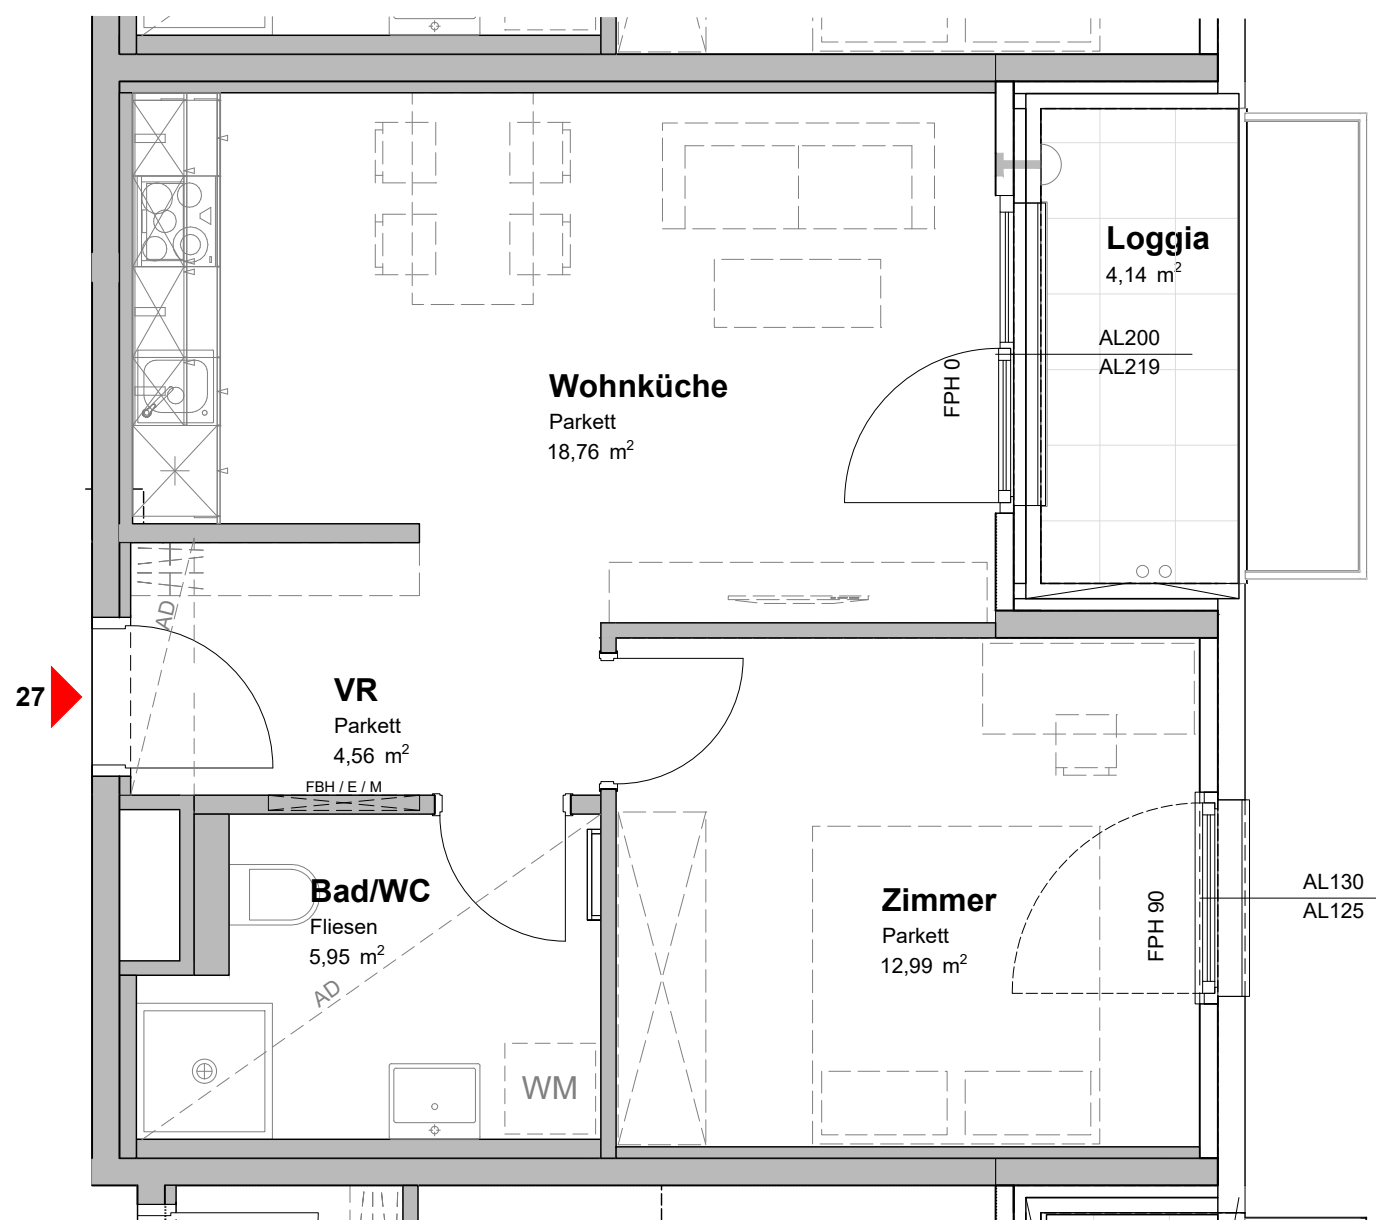 Loggia
4,14 m²
AL200
AL219
FPH 0
Wohnküche
Parkett
18,76 m²
AD
27
VR
Parkett
4,56 m²
FBH / E / M
Bad/WC
Fliesen
5,95 m²
AD
WM
Zimmer
Parkett
12,99 m²
FPH 90
AL130
AL125